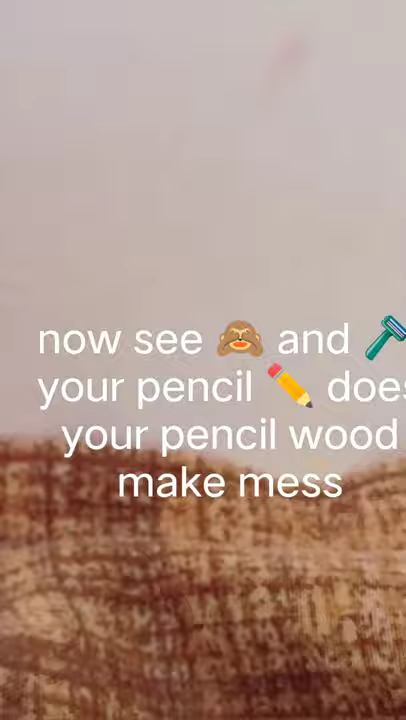 now see 🙈 and 🪒
your pencil ✏️
your pencil wood
make mess